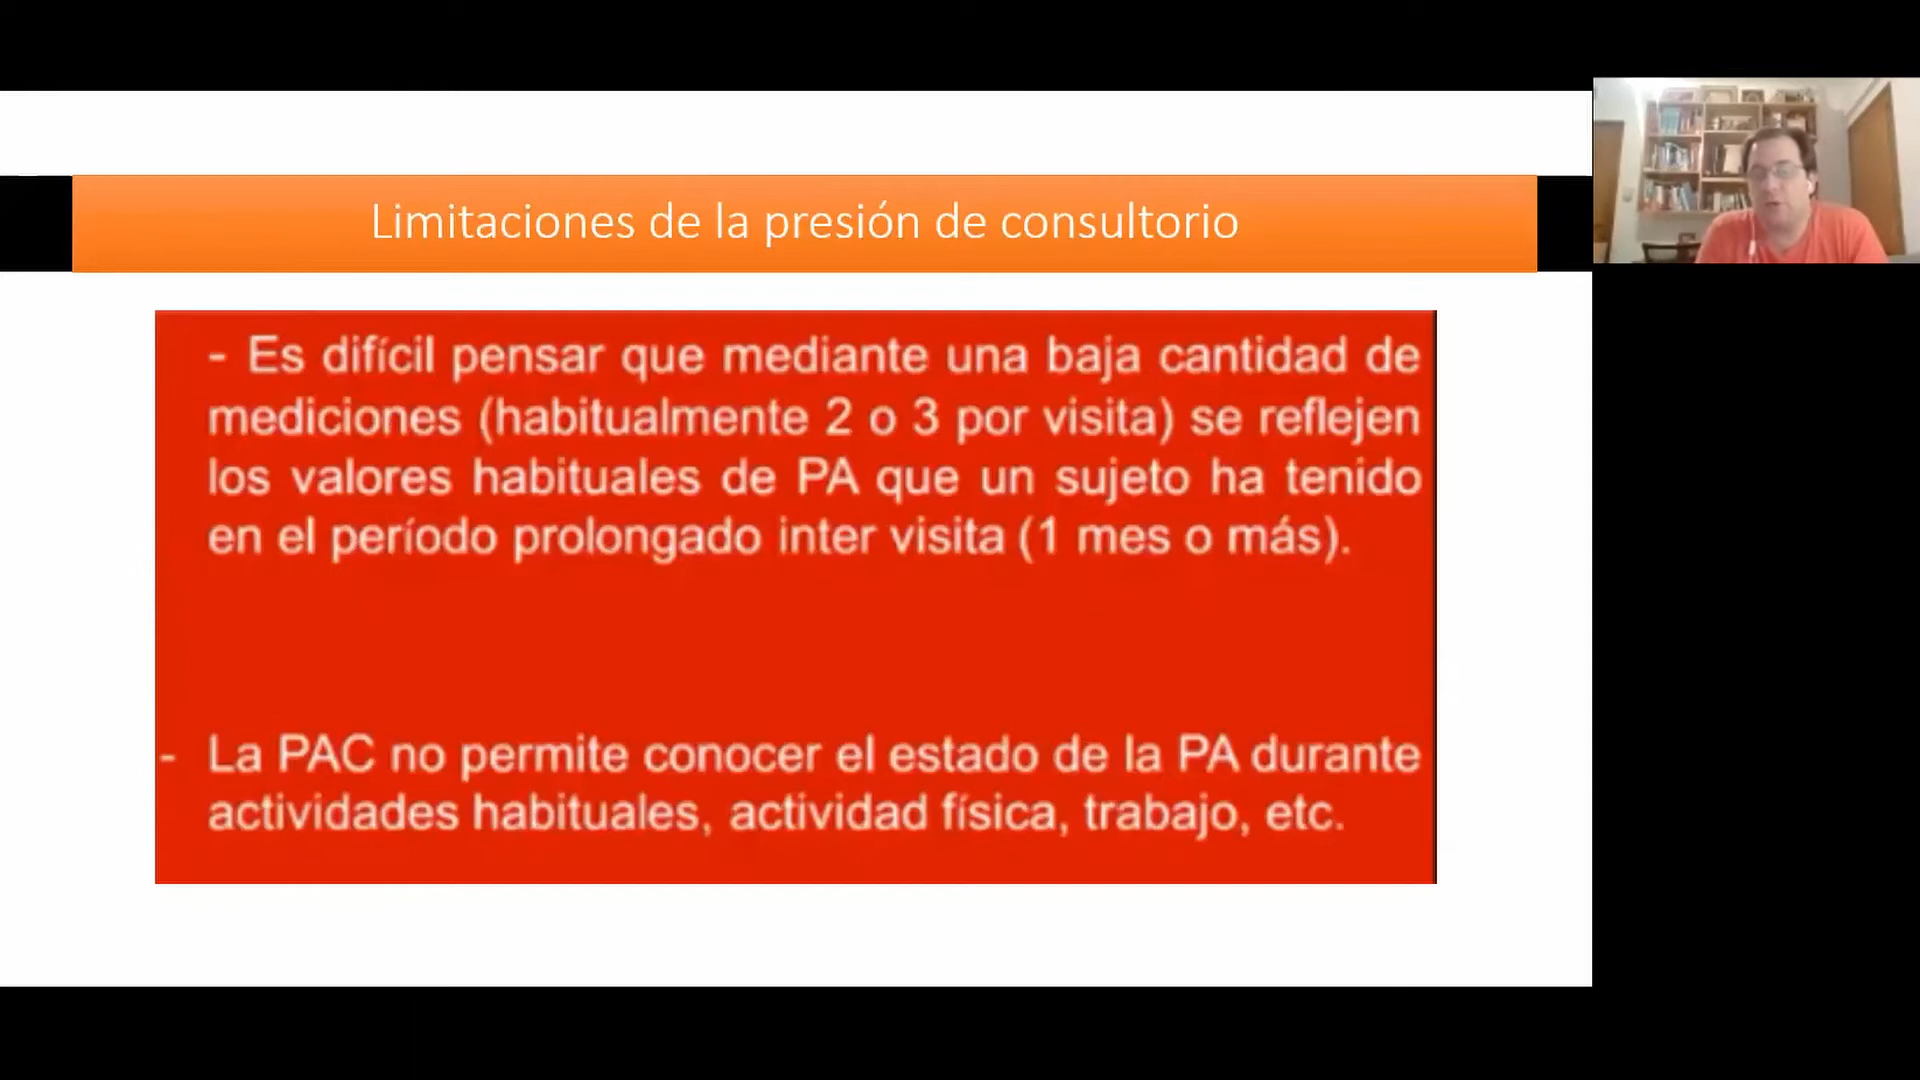 Limitaciones de la presión de consultorio
- Es difícil pensar que mediante una baja cantidad de
mediciones (habitualmente 2 o 3 por visita) se reflejen
los valores habituales de PA que un sujeto ha tenido
en el período prolongado inter visita (1 mes o más).
- La PAC no permite conocer el estado de la PA durante
actividades habituales, actividad física, trabajo, etc.